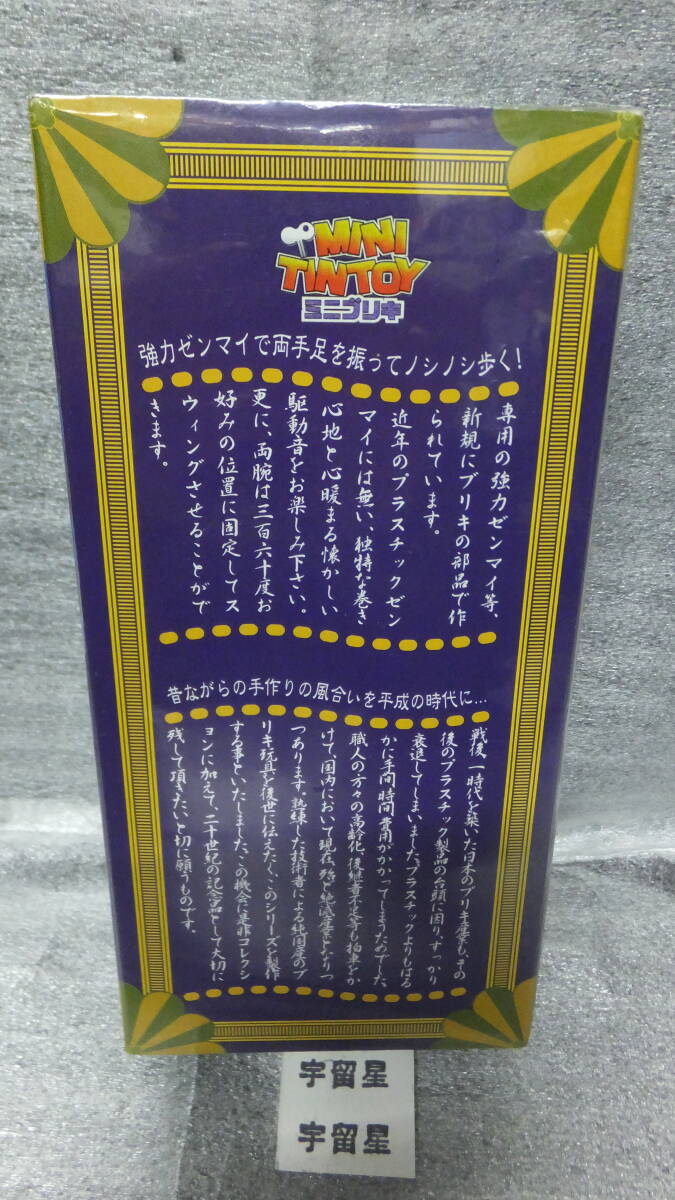 MINI
TINTOY
ミニブリキ
強力ゼンマイで両手足を振ってノシノシ歩く!
専用の強力ゼンマイ等、
新規にブリキの部品で作
られています。
近年のプラスチックゼン
マイには無い、独特な巻き
心地と心暖まる懐かしい
駆動音をお楽しみ下さい。
更に、両腕は三百六十度お
好みの位置に固定してス
ウィングさせることがで
きます。
昔ながらの手作りの風合いを平成の時代に…
戦後一時代を築いた日本のブリキ産業も、その
後のプラスチック製品の台頭に因り、すっかり
衰退してしまいました。プラスチックよりもはる
かに手間、時間、費用がかかってしまうためでした。
職人の方々の高齢化、後継者不足等も拍車をか
けて、国内において現在、殆ど絶滅産業となりつ
つあります。熟練した技術者による純国産のブ
リキ玩具を後世に伝えたく、このシリーズを製作
する事といたしました。この機会に是非コレクシ
ョンに加えて、二十世紀の記念品として大切に
残して頂きたいと切に願うものです。
宇留星
宇留星